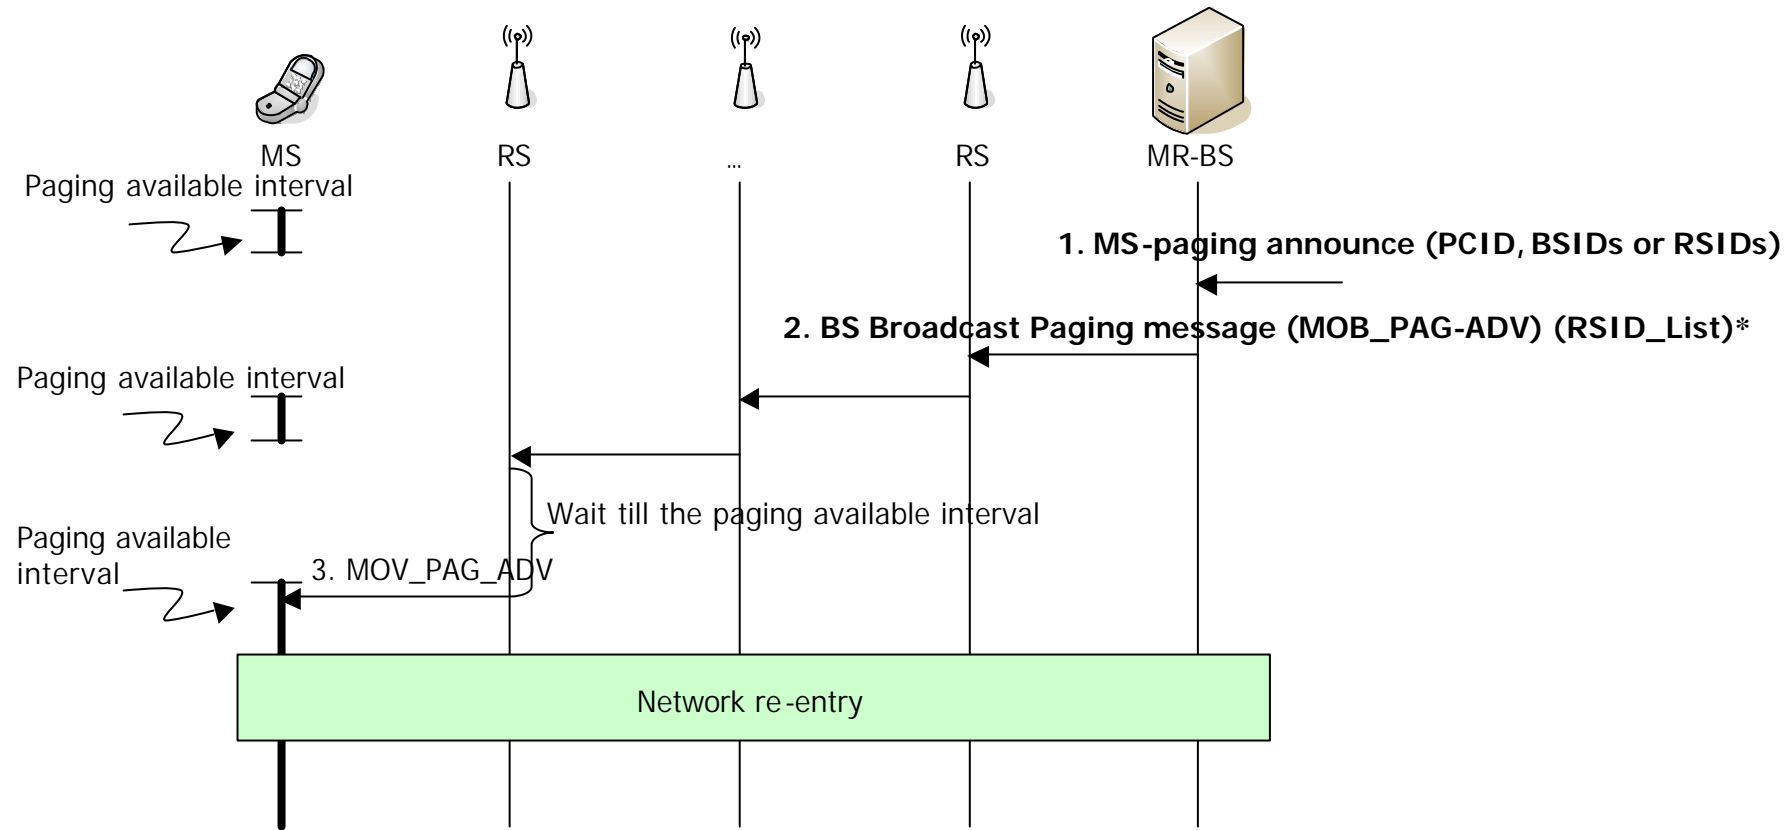 MS
RS
...
RS
MR-BS
Paging available interval
1. MS-paging announce (PCID, BSIDs or RSIDs)
2. BS Broadcast Paging message (MOB_PAG-ADV) (RSID_List)*
Paging available interval
Wait till the paging available interval
Paging available
interval
3. MOV_PAG_ADV
Network re-entry